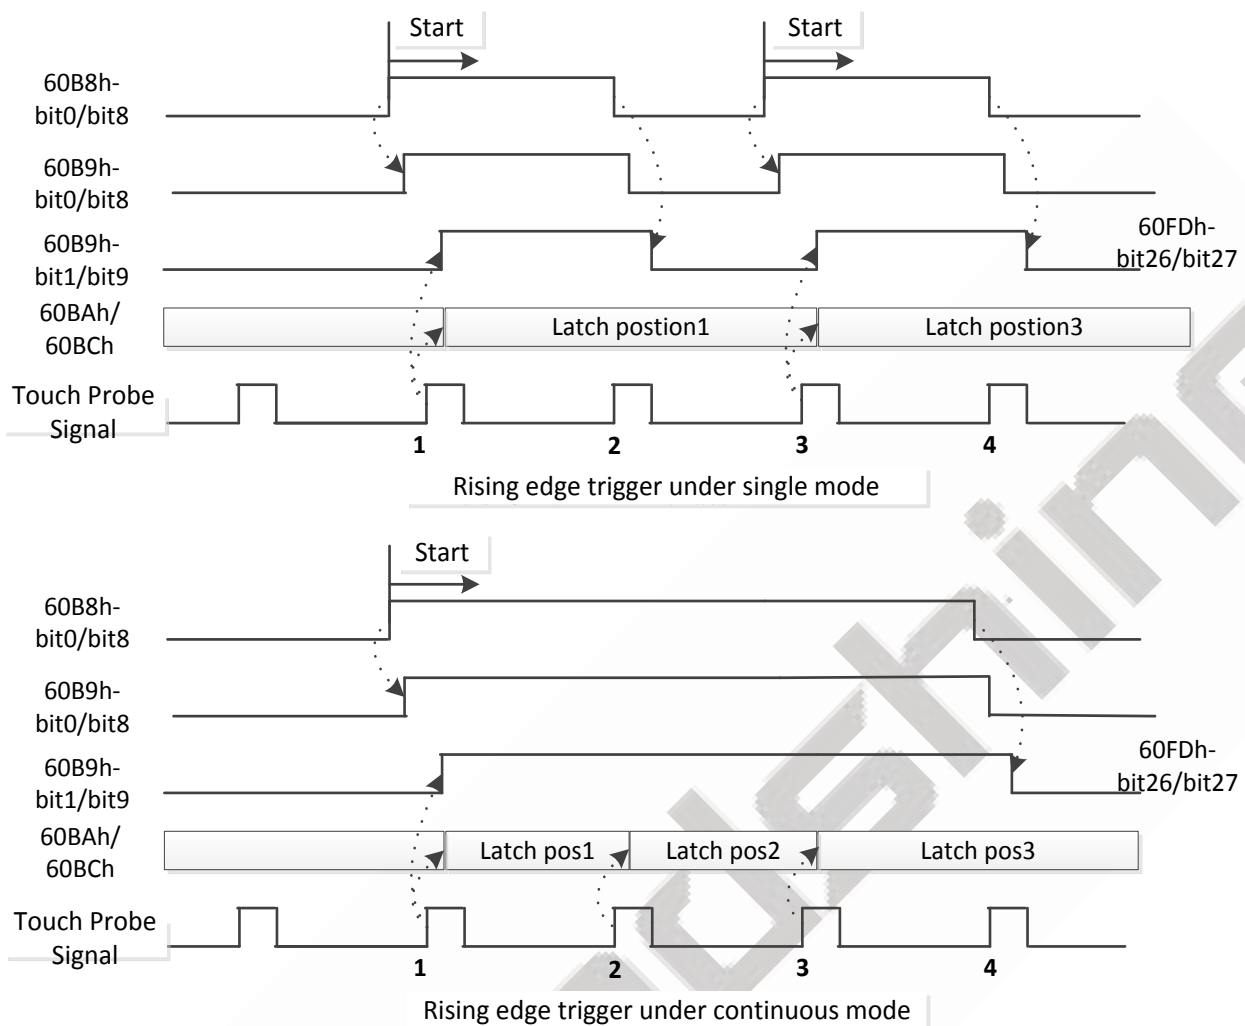 Start
Start
60B8h-
bit0/bit8
60B9h-
bit0/bit8
60B9h-
bit1/bit9
60FDh-
bit26/bit27
60BAh/
60BCh
Latch postion1
Latch postion3
Touch Probe
Signal
1
2
3
4
Rising edge trigger under single mode
Start
60B8h-
bit0/bit8
60B9h-
bit0/bit8
60B9h-
bit1/bit9
60FDh-
bit26/bit27
60BAh/
60BCh
Latch pos1
Latch pos2
Latch pos3
Touch Probe
Signal
1
2
3
4
Rising edge trigger under continuous mode